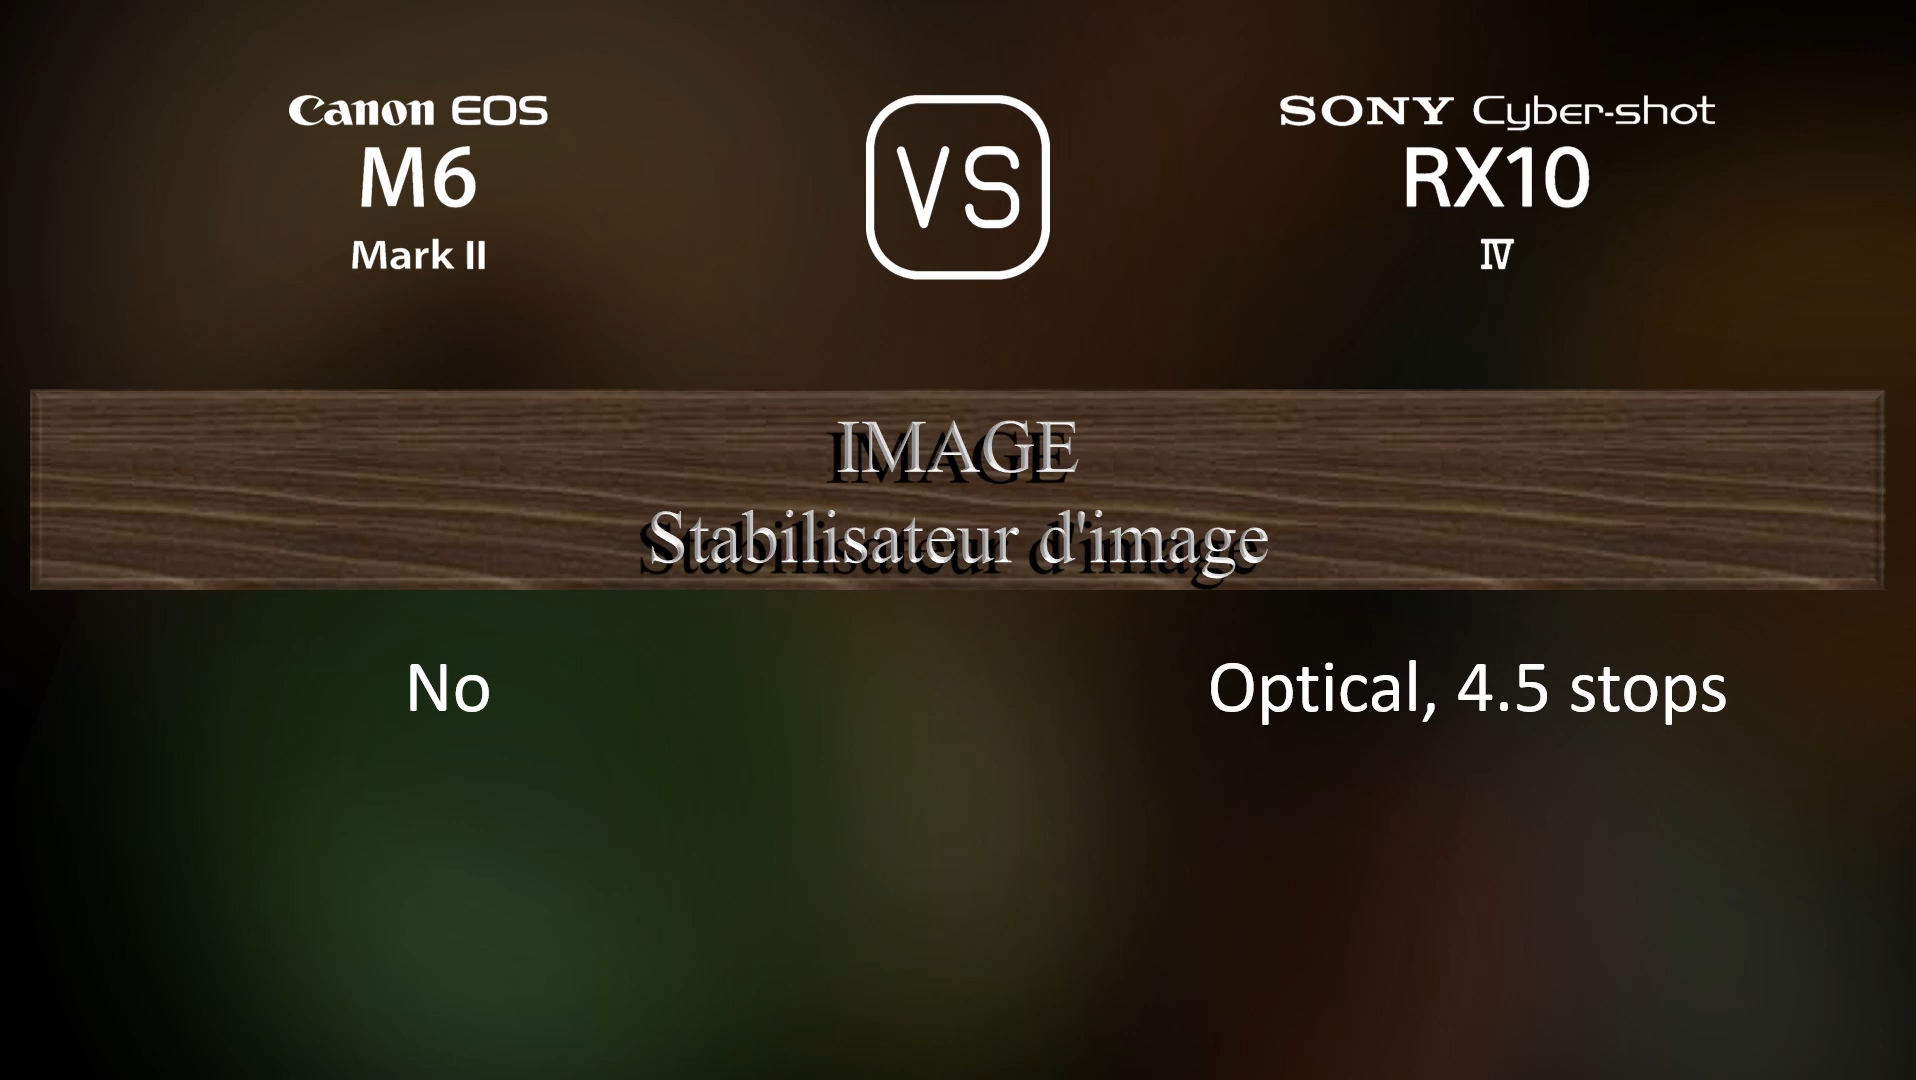 Canon EOS
M6
Mark II
VS
SONY Cyber-shot
RX10
IV
IMAGE
Stabilisateur d'image
No
Optical, 4.5 stops